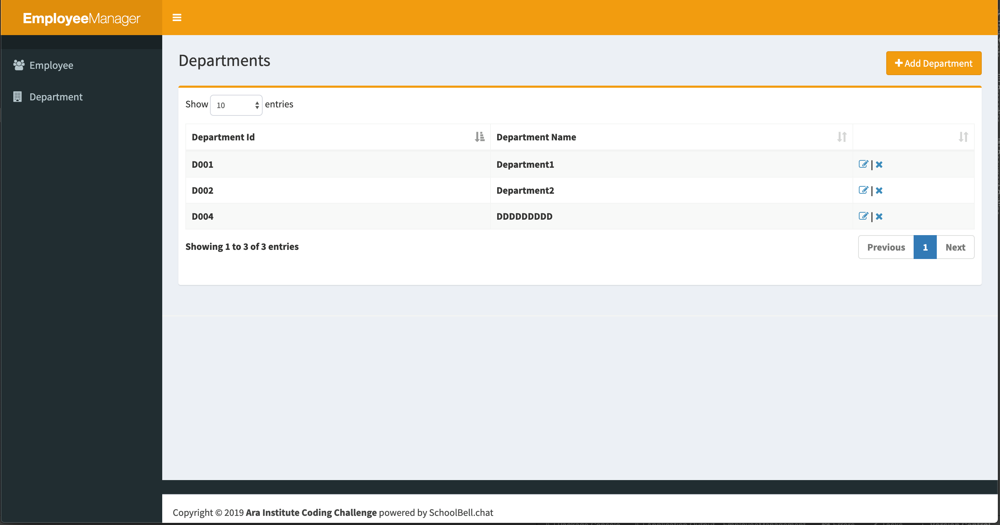 EmployeeManager
Employee
Department
Departments
Add Department
Show 10 entries
Department Id Department Name
D001 Department1 |
D002 Department2 |
D004 DDDDDDDDD |
Showing 1 to 3 of 3 entries
Previous 1 Next
Copyright © 2019 Ara Institute Coding Challenge powered by SchoolBell.chat